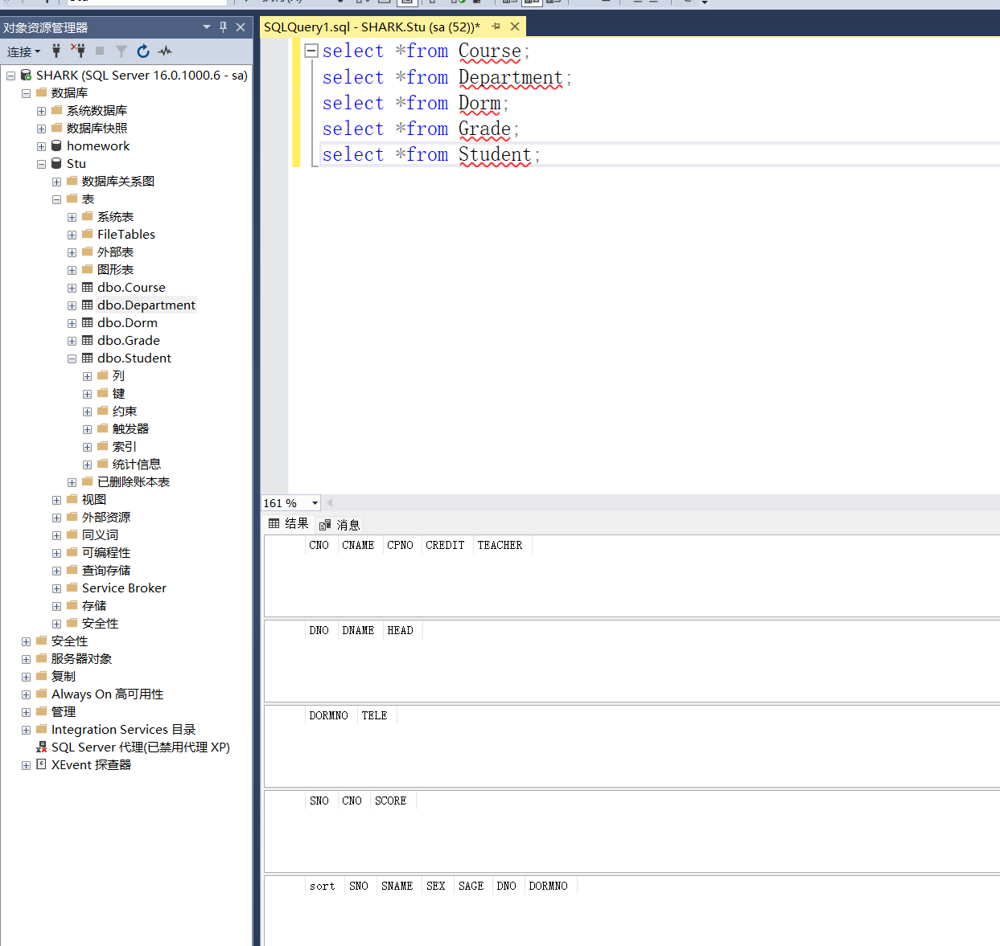 对象资源管理器
连接
SHARK (SQL Server 16.0.1000.6 - sa)
数据库
系统数据库
数据库快照
homework
Stu
数据库关系图
表
系统表
FileTables
外部表
图形表
dbo.Course
dbo.Department
dbo.Dorm
dbo.Grade
dbo.Student
列
键
约束
触发器
索引
统计信息
已删除账本表
视图
外部资源
同义词
可编程性
查询存储
Service Broker
存储
安全性
安全性
服务器对象
复制
Always On 高可用性
管理
Integration Services 目录
SQL Server 代理(已禁用代理 XP)
XEvent 探查器
SQLQuery1.sql - SHARK.Stu (sa (52))*
select *from Course;
select *from Department;
select *from Dorm;
select *from Grade;
select *from Student;
161 %
结果 消息
CNO CNAME CPNO CREDIT TEACHER
DNO DNAME HEAD
DORMNO TELE
SNO CNO SCORE
sort SNO SNAME SEX SAGE DNO DORMNO